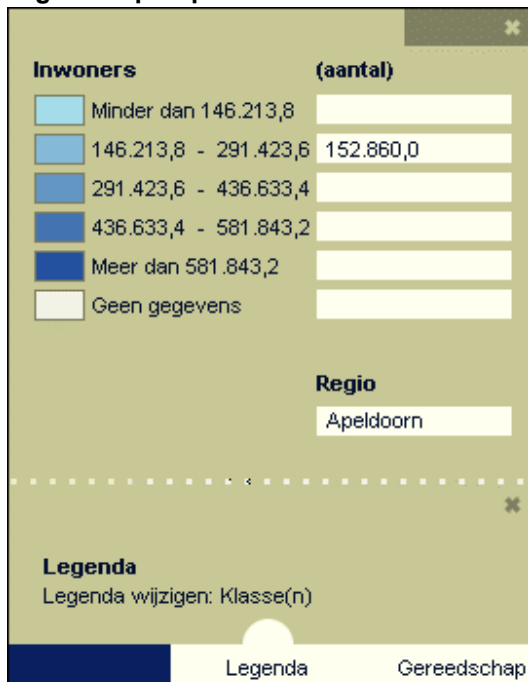 Inwoners (aantal)
Minder dan 146.213,8
146.213,8 - 291.423,6 152.860,0
291.423,6 - 436.633,4
436.633,4 - 581.843,2
Meer dan 581.843,2
Geen gegevens
Regio
Apeldoorn
Legenda
Legenda wijzigen: Klasse(n)
Legenda Gereedschap